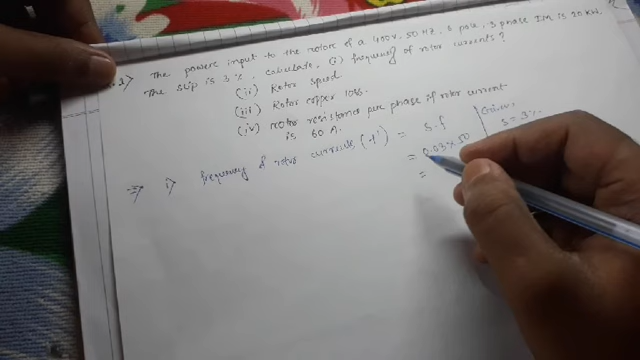 The power input to the rotor of a 400V, 50 HZ, pole, 3 phase IM is 20 KW.
The slip is 3%, calculate, (i) frequency of rotor currents?
(ii) Rotor speed
(iii) Rotor copper loss.
(iv) rotor resistance per phase if rotor current
is 60 A.
⇒ i) frequency of rotor currents (f') = s.f
= 0.03 × 50
=
Given,
s = 3%.